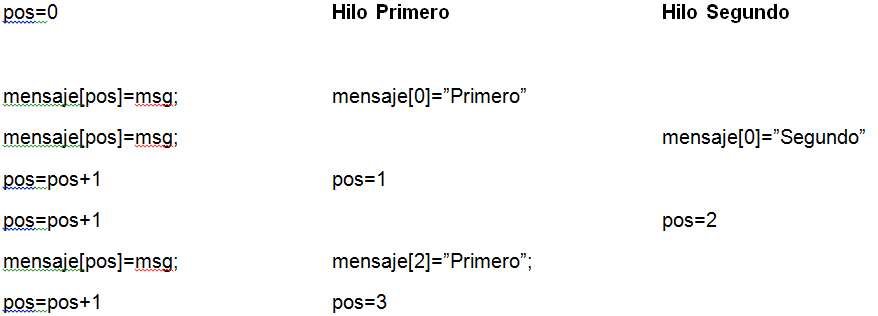 pos=0 Hilo Primero Hilo Segundo
mensaje[pos]=msg; mensaje[0]=”Primero”
mensaje[pos]=msg; mensaje[0]=”Segundo”
pos=pos+1 pos=1
pos=pos+1 pos=2
mensaje[pos]=msg; mensaje[2]=”Primero”;
pos=pos+1 pos=3